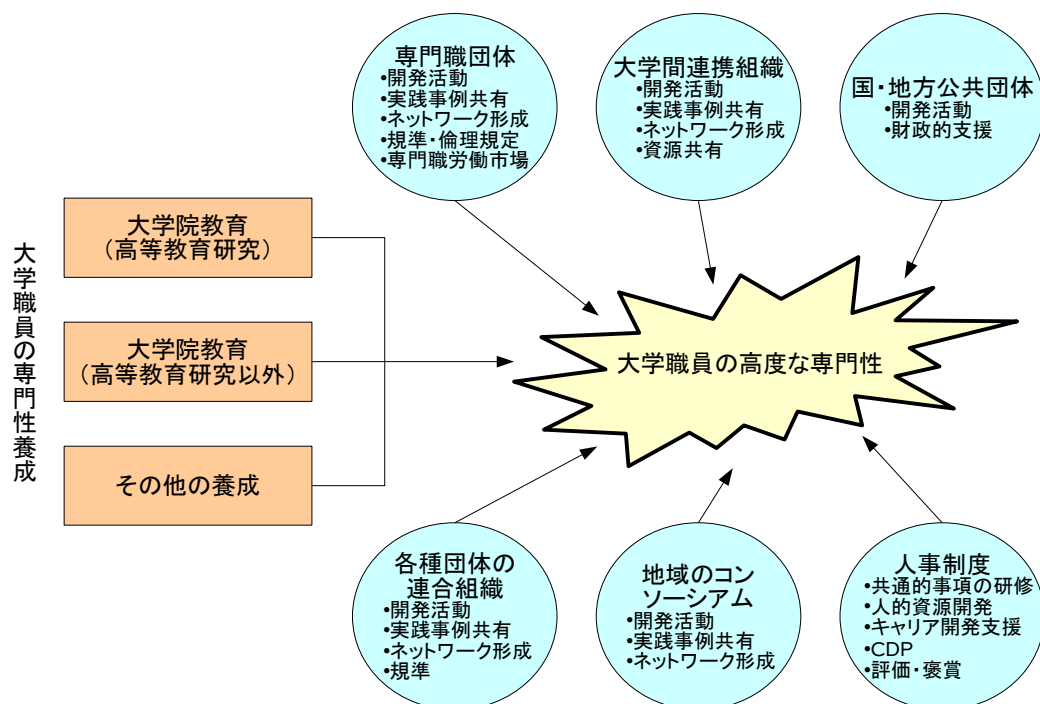 専門職団体
•開発活動
•実践事例共有
•ネットワーク形成
•規準・倫理規定
•専門職労働市場
大学間連携組織
•開発活動
•実践事例共有
•ネットワーク形成
•資源共有
国・地方公共団体
•開発活動
•財政的支援
大学職員の専門性養成
大学院教育
（高等教育研究）
大学院教育
（高等教育研究以外）
その他の養成
大学職員の高度な専門性
各種団体の
連合組織
•開発活動
•実践事例共有
•ネットワーク形成
•規準
地域のコン
ソーシアム
•開発活動
•実践事例共有
•ネットワーク形成
人事制度
•共通的事項の研修
•人的資源開発
•キャリア開発支援
•CDP
•評価・褒賞